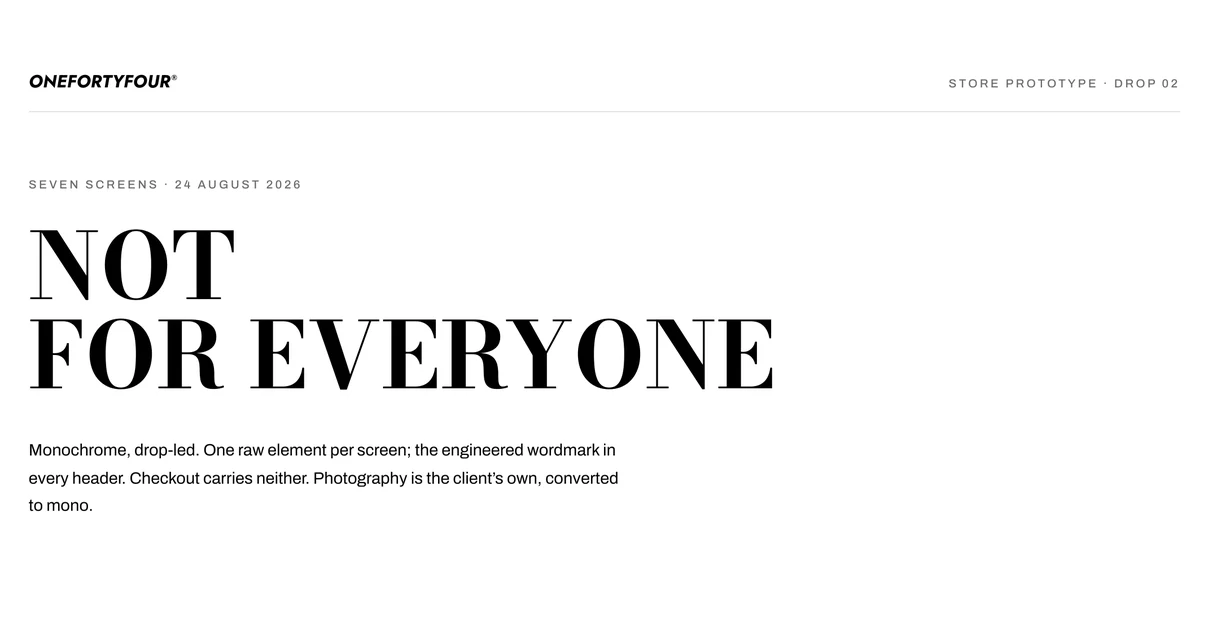 ONEFORTYFOUR®
STORE PROTOTYPE · DROP 02
SEVEN SCREENS · 24 AUGUST 2026
NOT
FOR EVERYONE
Monochrome, drop-led. One raw element per screen; the engineered wordmark in
every header. Checkout carries neither. Photography is the client’s own, converted
to mono.